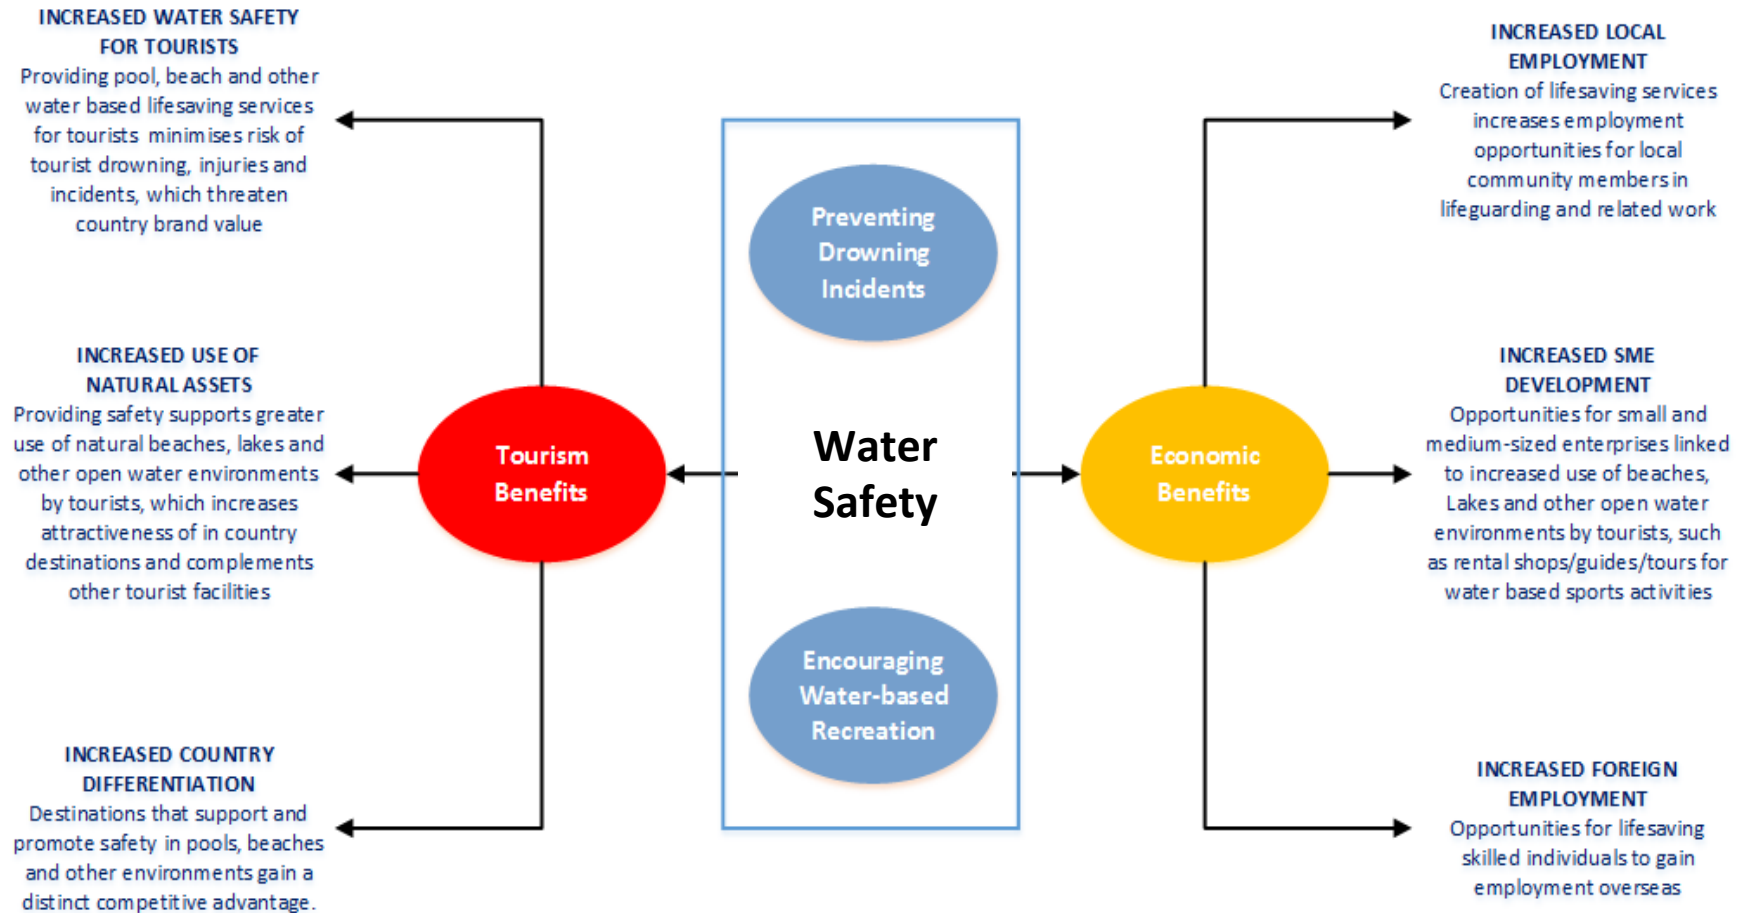 INCREASED WATER SAFETY
FOR TOURISTS
Providing pool, beach and other
water based lifesaving services
for tourists minimises risk of
tourist drowning, injuries and
incidents, which threaten
country brand value
INCREASED USE OF
NATURAL ASSETS
Providing safety supports greater
use of natural beaches, lakes and
other open water environments
by tourists, which increases
attractiveness of in country
destinations and complements
other tourist facilities
INCREASED COUNTRY
DIFFERENTIATION
Destinations that support and
promote safety in pools, beaches
and other environments gain a
distinct competitive advantage.
Tourism
Benefits
Preventing
Drowning
Incidents
Water
Safety
Encouraging
Water-based
Recreation
Economic
Benefits
INCREASED LOCAL
EMPLOYMENT
Creation of lifesaving services
increases employment
opportunities for local
community members in
lifeguarding and related work
INCREASED SME
DEVELOPMENT
Opportunities for small and
medium-sized enterprises linked
to increased use of beaches,
Lakes and other open water
environments by tourists, such
as rental shops/guides/tours for
water based sports activities
INCREASED FOREIGN
EMPLOYMENT
Opportunities for lifesaving
skilled individuals to gain
employment overseas